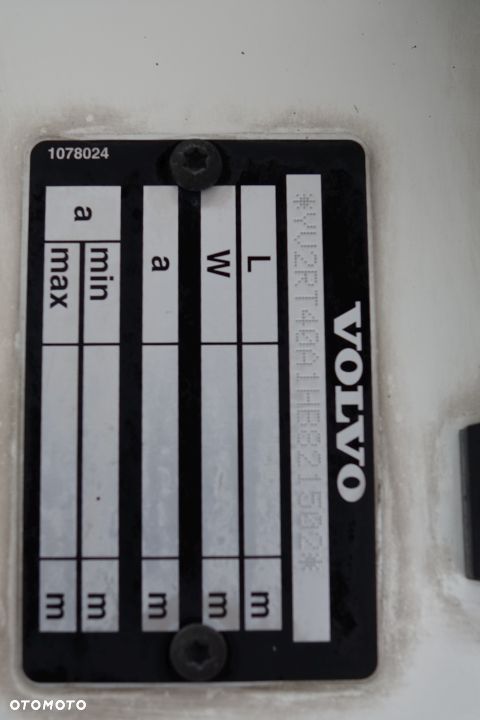 1078024
VOLVO
*YV2RT40A1HB821502*
L m
W m
a m
a min m
max m
OTOMOTO